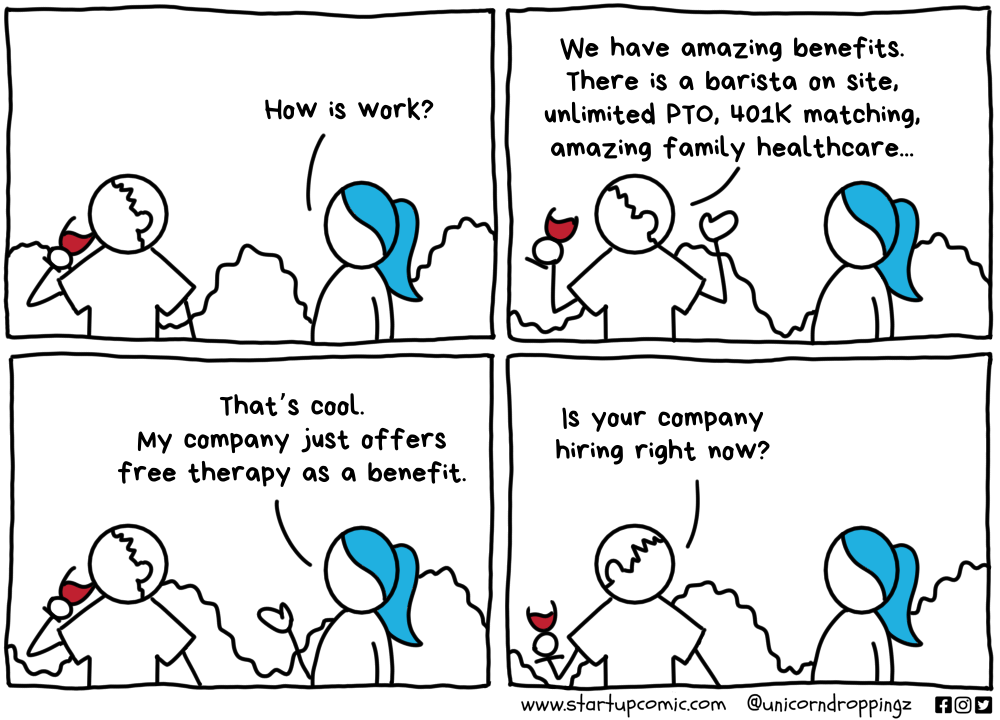 How is work?
We have amazing benefits.
There is a barista on site,
unlimited PTO, 401K matching,
amazing family healthcare...
That's cool.
My company just offers
free therapy as a benefit.
Is your company
hiring right now?
www.startupcomic.com @unicorndroppingz